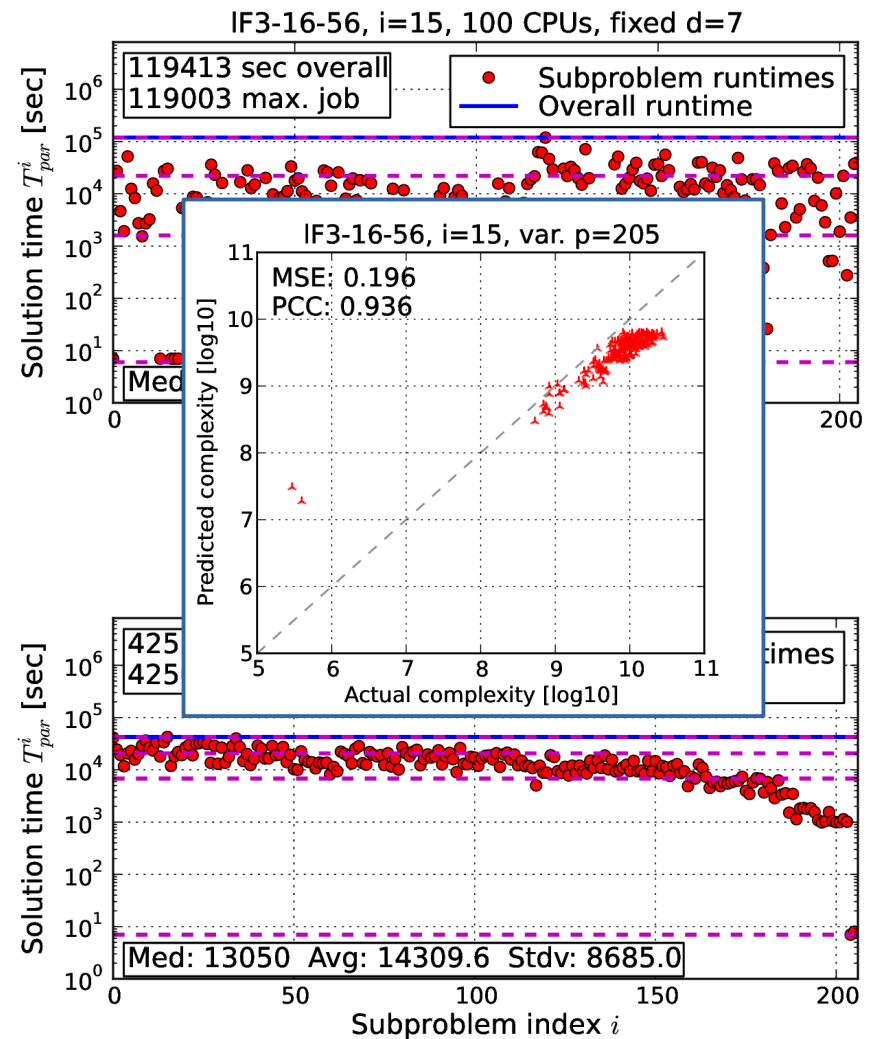 lF3-16-56, i=15, 100 CPUs, fixed d=7
Solution time T^i_par [sec]
10^6
10^5
10^4
10^3
10^2
10^1
10^0
119413 sec overall
119003 max. job
Subproblem runtimes
Overall runtime
Med
0
200
lF3-16-56, i=15, var. p=205
MSE: 0.196
PCC: 0.936
Predicted complexity [log10]
11
10
9
8
7
6
5
5 6 7 8 9 10 11
Actual complexity [log10]
Solution time T^i_par [sec]
10^6
10^5
10^4
10^3
10^2
10^1
10^0
425
425
times
Med: 13050 Avg: 14309.6 Stdv: 8685.0
0 50 100 150 200
Subproblem index i